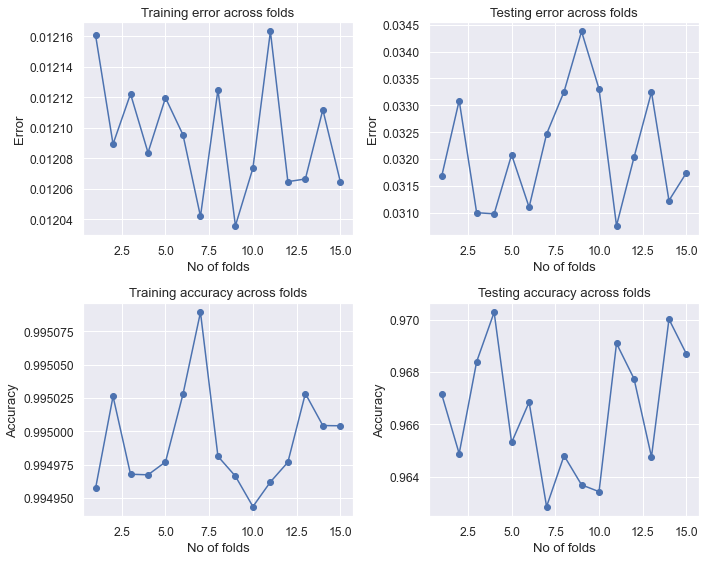 Training error across folds
0.01216
0.01214
0.01212
0.01210
0.01208
0.01206
0.01204
Error
2.5 5.0 7.5 10.0 12.5 15.0
No of folds
Testing error across folds
0.0345
0.0340
0.0335
0.0330
0.0325
0.0320
0.0315
0.0310
Error
2.5 5.0 7.5 10.0 12.5 15.0
No of folds
Training accuracy across folds
0.995075
0.995050
0.995025
0.995000
0.994975
0.994950
Accuracy
2.5 5.0 7.5 10.0 12.5 15.0
No of folds
Testing accuracy across folds
0.970
0.968
0.966
0.964
Accuracy
2.5 5.0 7.5 10.0 12.5 15.0
No of folds